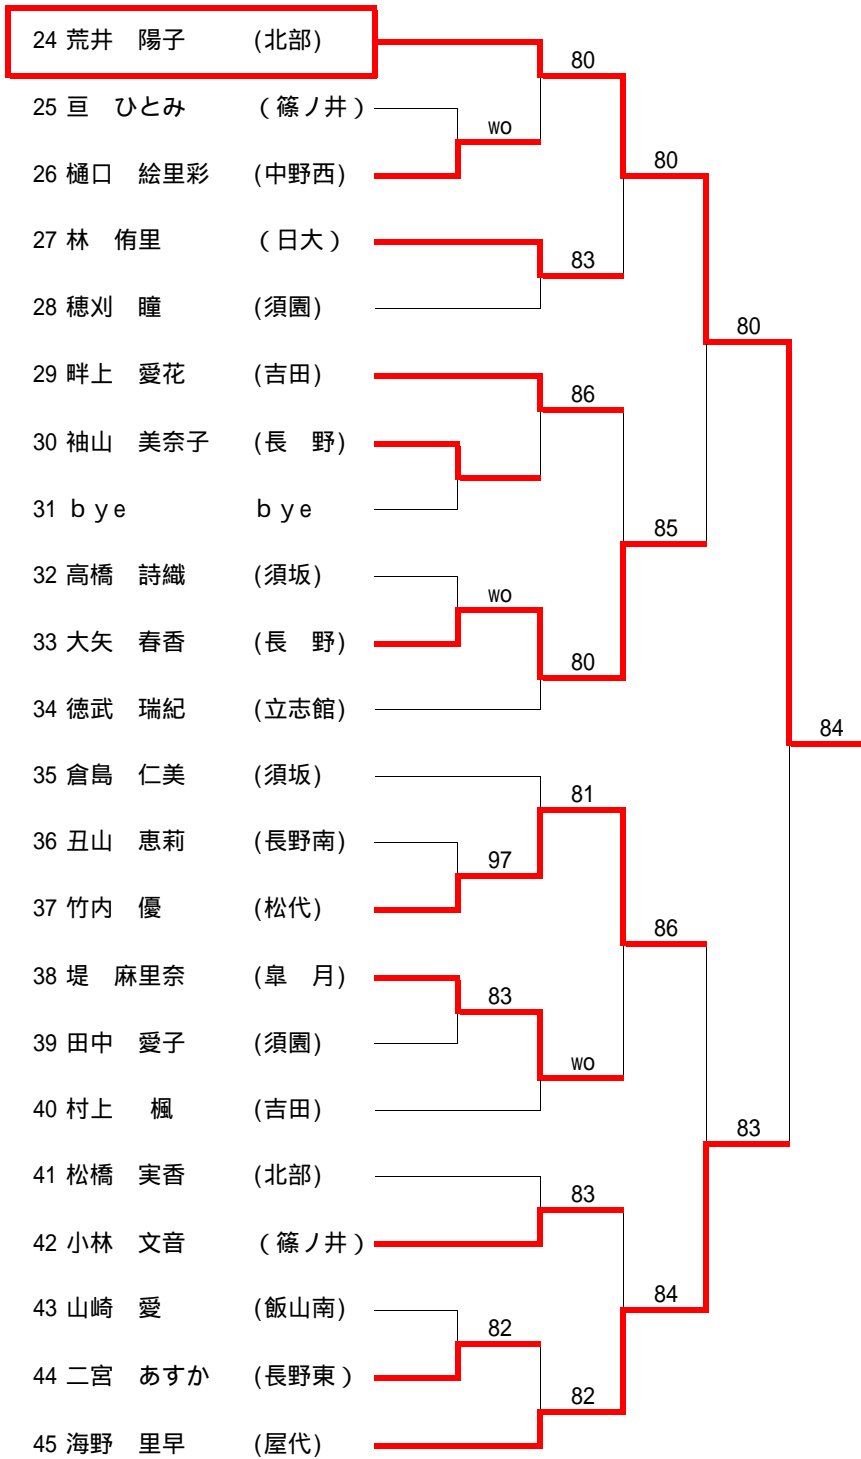 24 荒井 陽子 (北部)
80
25 亘 ひとみ (篠ノ井)
wo
26 樋口 絵里彩 (中野西)
80
27 林 侑里 (日大)
83
28 穂刈 瞳 (須園)
80
29 畔上 愛花 (吉田)
86
30 袖山 美奈子 (長 野)
31 bye bye
85
32 高橋 詩織 (須坂)
wo
33 大矢 春香 (長 野)
80
34 徳武 瑞紀 (立志館)
84
35 倉島 仁美 (須坂)
81
36 丑山 恵莉 (長野南)
97
37 竹内 優 (松代)
86
38 堤 麻里奈 (皐 月)
83
39 田中 愛子 (須園)
wo
40 村上 楓 (吉田)
83
41 松橋 実香 (北部)
83
42 小林 文音 (篠ノ井)
84
43 山崎 愛 (飯山南)
82
44 二宮 あすか (長野東)
82
45 海野 里早 (屋代)